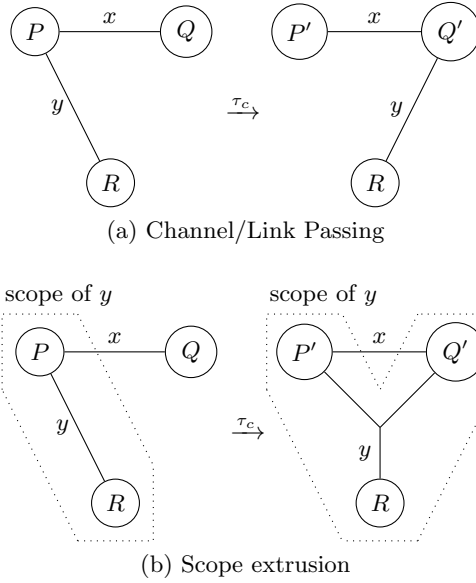 P x Q P′ x Q′
y τc → y
R R
(a) Channel/Link Passing
scope of y scope of y
P x Q P′ x Q′
y τc → y
R R
(b) Scope extrusion